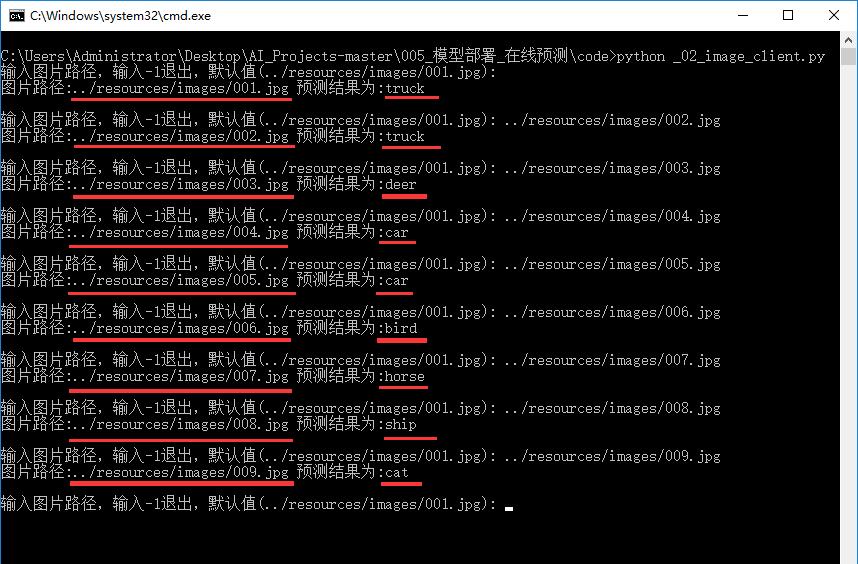 C:\Windows\system32\cmd.exe
C:\Users\Administrator\Desktop\AI_Projects-master\005_模型部署_在线预测\code>python _02_image_client.py
输入图片路径，输入-1退出，默认值(../resources/images/001.jpg):
图片路径:../resources/images/001.jpg 预测结果为:truck
输入图片路径，输入-1退出，默认值(../resources/images/001.jpg): ../resources/images/002.jpg
图片路径:../resources/images/002.jpg 预测结果为:truck
输入图片路径，输入-1退出，默认值(../resources/images/001.jpg): ../resources/images/003.jpg
图片路径:../resources/images/003.jpg 预测结果为:deer
输入图片路径，输入-1退出，默认值(../resources/images/001.jpg): ../resources/images/004.jpg
图片路径:../resources/images/004.jpg 预测结果为:car
输入图片路径，输入-1退出，默认值(../resources/images/001.jpg): ../resources/images/005.jpg
图片路径:../resources/images/005.jpg 预测结果为:car
输入图片路径，输入-1退出，默认值(../resources/images/001.jpg): ../resources/images/006.jpg
图片路径:../resources/images/006.jpg 预测结果为:bird
输入图片路径，输入-1退出，默认值(../resources/images/001.jpg): ../resources/images/007.jpg
图片路径:../resources/images/007.jpg 预测结果为:horse
输入图片路径，输入-1退出，默认值(../resources/images/001.jpg): ../resources/images/008.jpg
图片路径:../resources/images/008.jpg 预测结果为:ship
输入图片路径，输入-1退出，默认值(../resources/images/001.jpg): ../resources/images/009.jpg
图片路径:../resources/images/009.jpg 预测结果为:cat
输入图片路径，输入-1退出，默认值(../resources/images/001.jpg):